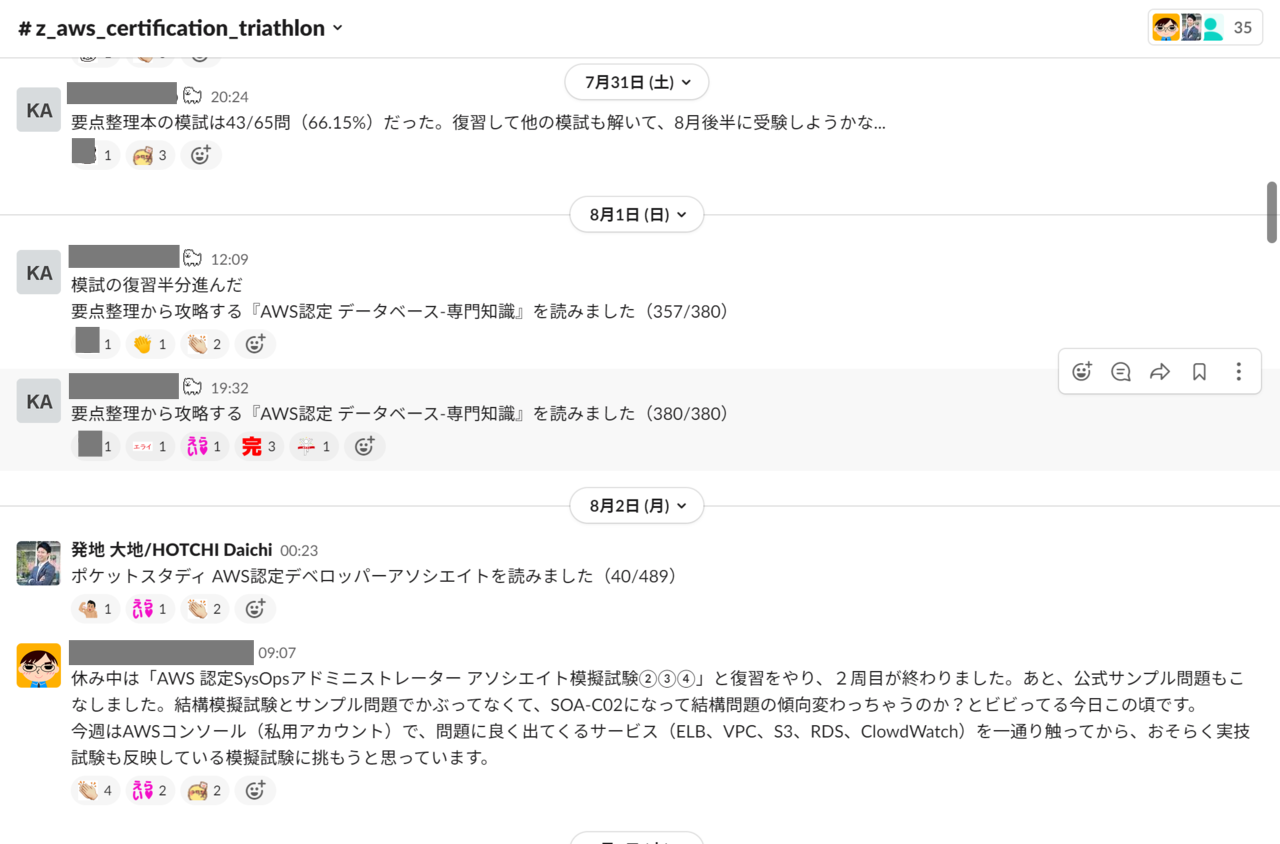 # z_aws_certification_triathlon
35
7月31日 (土)
KA
20:24
要点整理本の模試は43/65問（66.15%）だった。復習して他の模試も解いて、8月後半に受験しようかな...
1 3
8月1日 (日)
KA
12:09
模試の復習半分進んだ
要点整理から攻略する『AWS認定 データベース-専門知識』を読みました（357/380）
1 1 2
KA
19:32
要点整理から攻略する『AWS認定 データベース-専門知識』を読みました（380/380）
1 エライ 1 えらい 1 完 3 1
8月2日 (月)
発地 大地/HOTCHI Daichi 00:23
ポケットスタディ AWS認定デベロッパーアソシエイトを読みました（40/489）
1 えらい 1 2
09:07
休み中は「AWS 認定SysOpsアドミニストレーター アソシエイト模擬試験②③④」と復習をやり、２周目が終わりました。あと、公式サンプル問題もこ
なしました。結構模擬試験とサンプル問題でかぶってなくて、SOA-C02になって結構問題の傾向変わっちゃうのか？とビビってる今日この頃です。
今週はAWSコンソール（私用アカウント）で、問題に良く出てくるサービス（ELB、VPC、S3、RDS、ClowdWatch）を一通り触ってから、おそらく実技
試験も反映している模擬試験に挑もうと思っています。
4 えらい 2 2